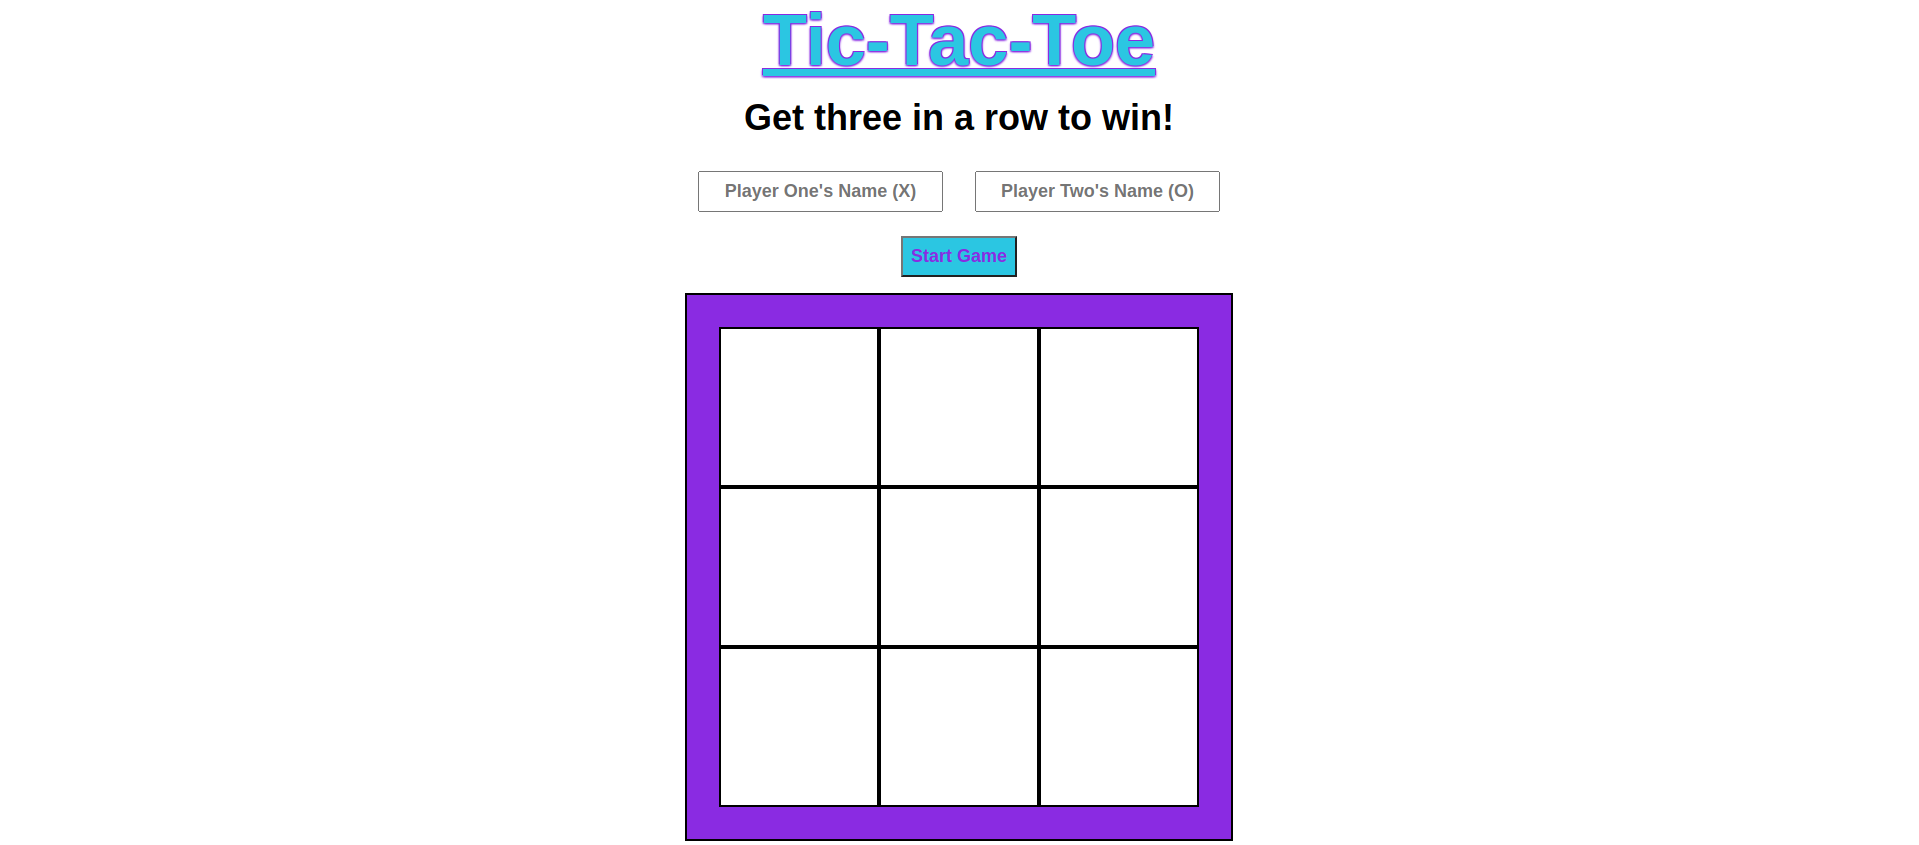 Tic-Tac-Toe
Get three in a row to win!
Player One's Name (X)
Player Two's Name (O)
Start Game